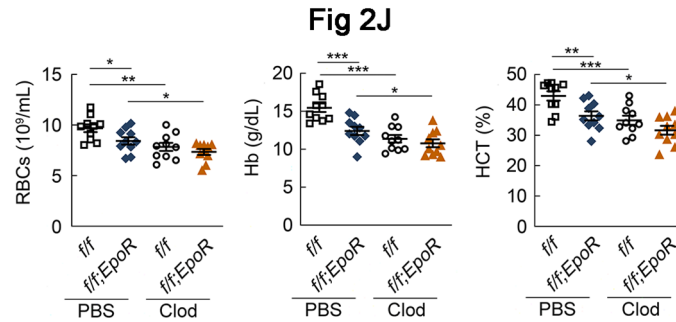 Fig 2J
RBCs (10⁹/mL)
15
10
5
0
*
**
*
f/f
f/f;EpoR
f/f
f/f;EpoR
PBS
Clod
Hb (g/dL)
20
15
10
5
0
***
***
*
f/f
f/f;EpoR
f/f
f/f;EpoR
PBS
Clod
HCT (%)
50
40
30
20
10
0
**
***
*
f/f
f/f;EpoR
f/f
f/f;EpoR
PBS
Clod